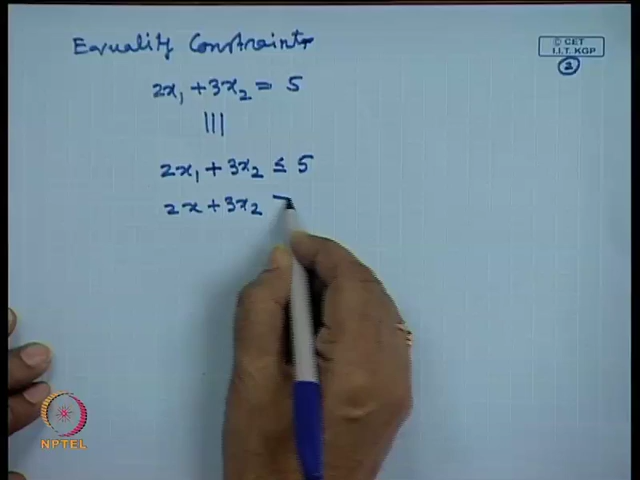 Equality Constraints
© CET
I.I.T. KGP
2
2x₁ + 3x₂ = 5
|||
2x₁ + 3x₂ ≤ 5
2x + 3x₂
NPTEL